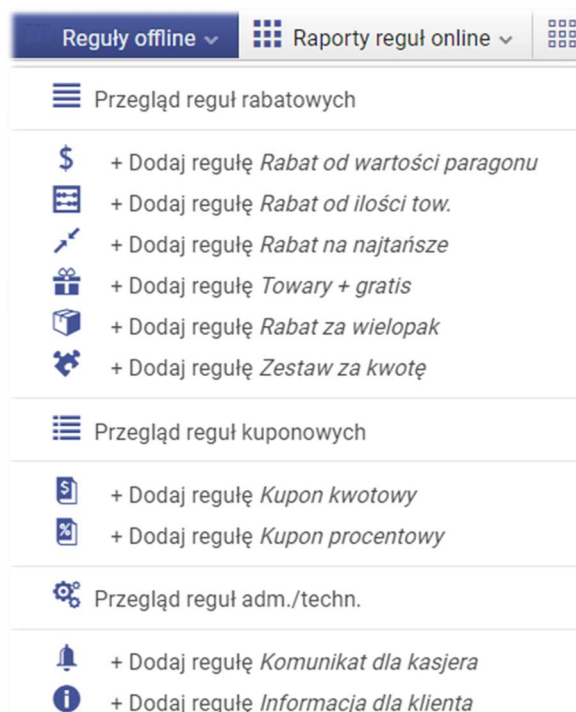 Reguły offline Raporty reguł online
Przegląd reguł rabatowych
+ Dodaj regułę Rabat od wartości paragonu
+ Dodaj regułę Rabat od ilości tow.
+ Dodaj regułę Rabat na najtańsze
+ Dodaj regułę Towary + gratis
+ Dodaj regułę Rabat za wielopak
+ Dodaj regułę Zestaw za kwotę
Przegląd reguł kuponowych
+ Dodaj regułę Kupon kwotowy
+ Dodaj regułę Kupon procentowy
Przegląd reguł adm./techn.
+ Dodaj regułę Komunikat dla kasjera
+ Dodaj regułę Informacja dla klienta